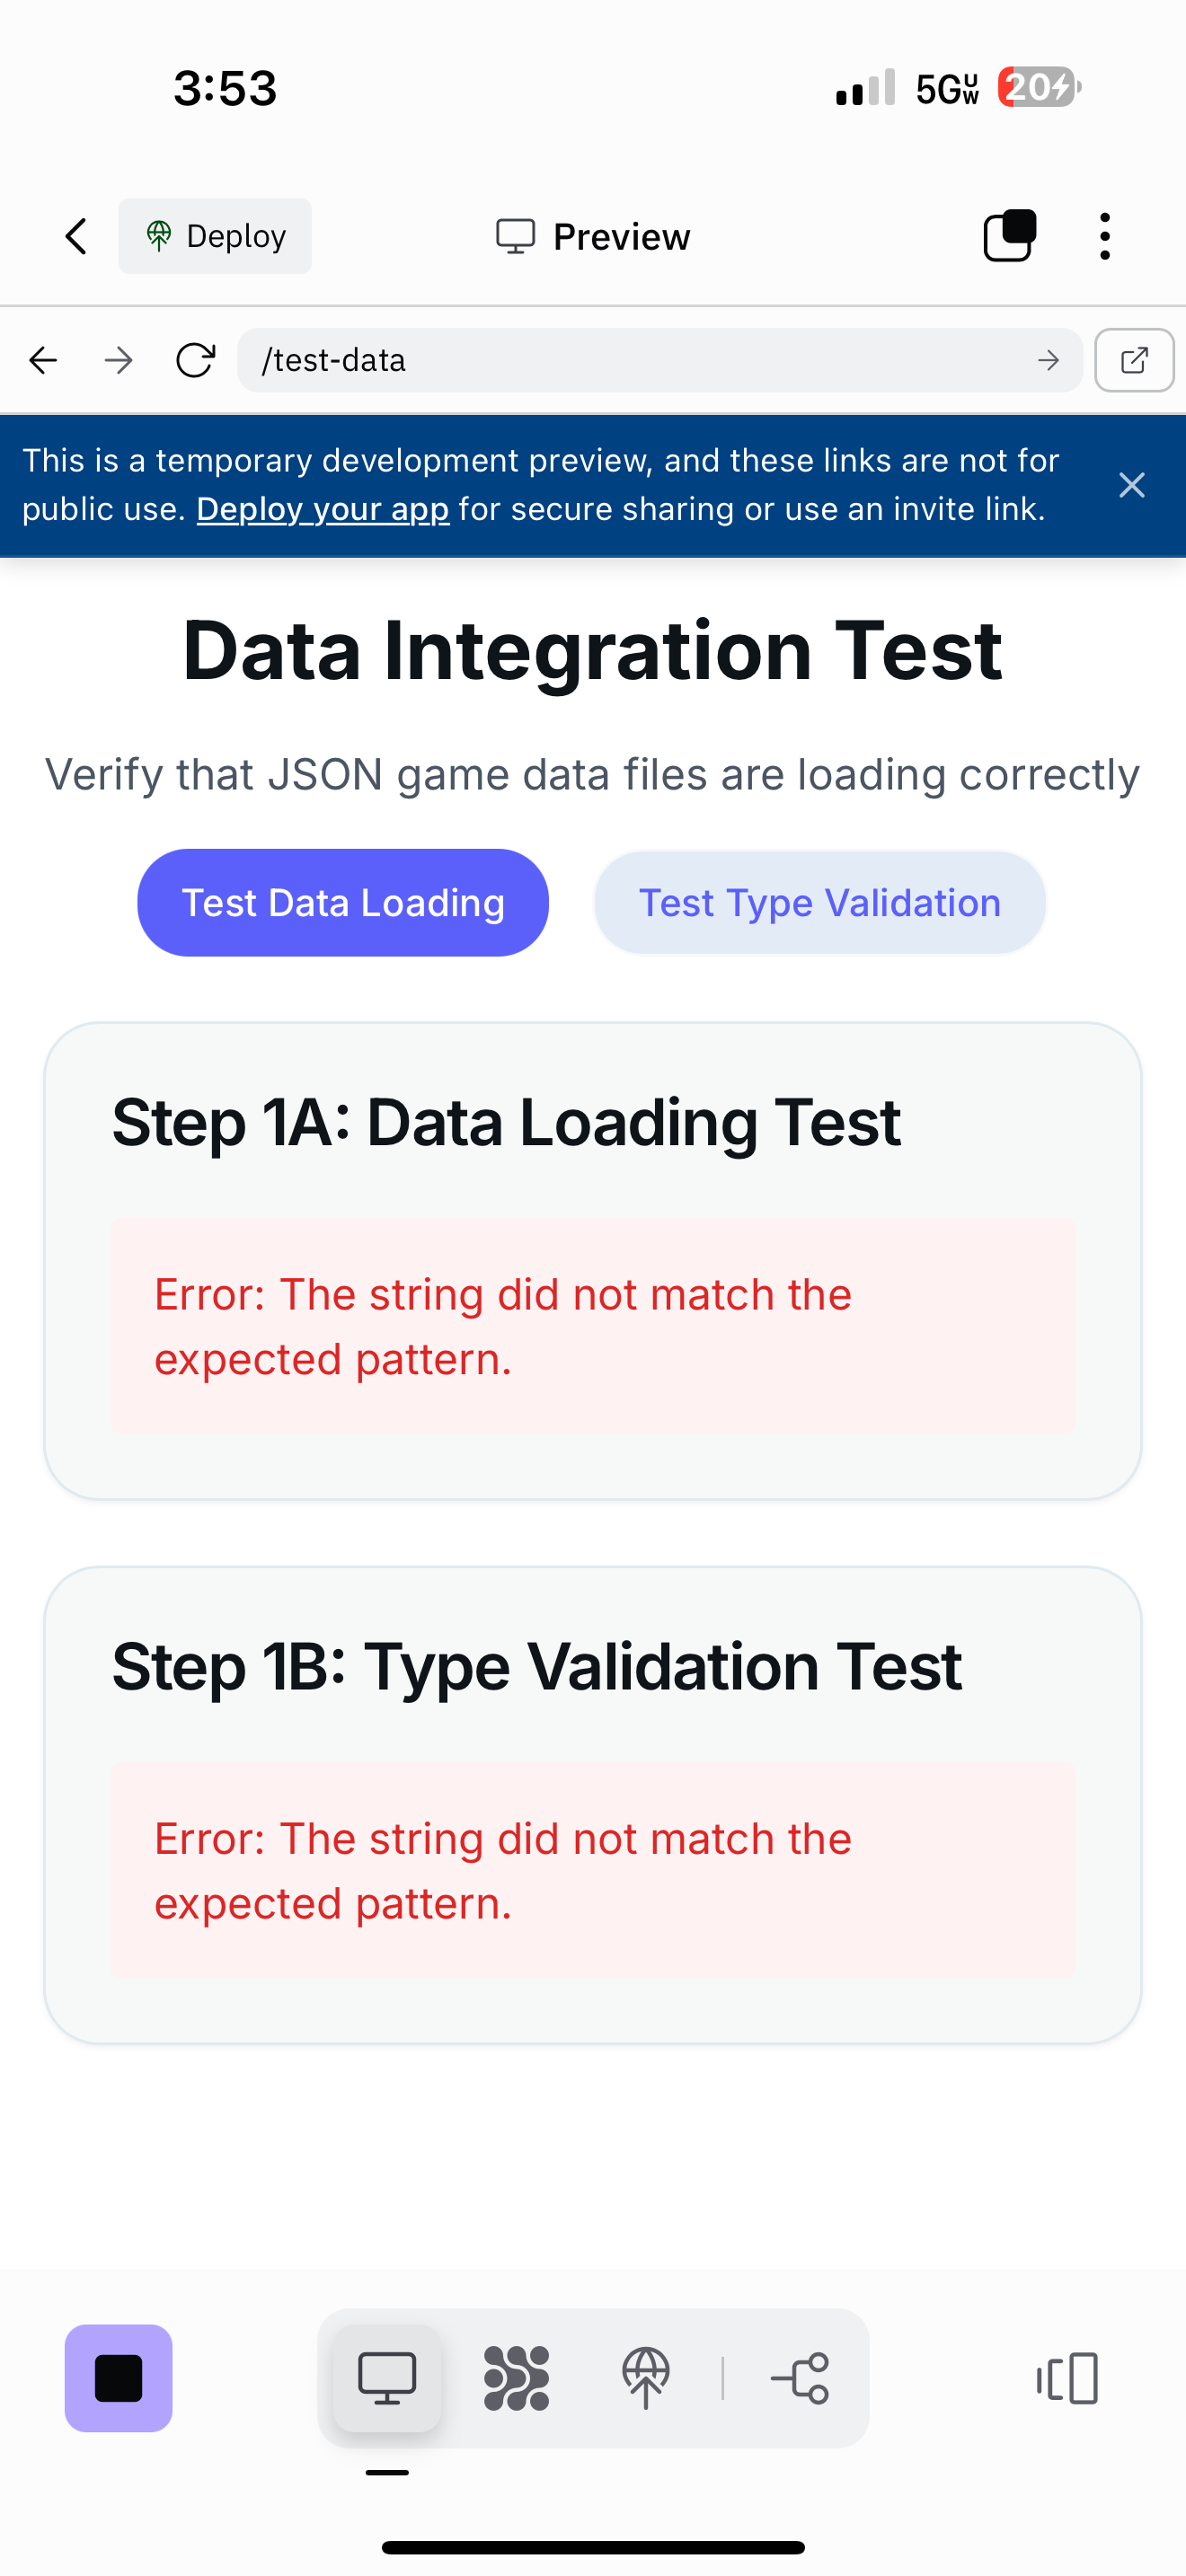 3:53
5G UW
20
Deploy
Preview
/test-data
This is a temporary development preview, and these links are not for
public use. Deploy your app for secure sharing or use an invite link.
Data Integration Test
Verify that JSON game data files are loading correctly
Test Data Loading
Test Type Validation
Step 1A: Data Loading Test
Error: The string did not match the
expected pattern.
Step 1B: Type Validation Test
Error: The string did not match the
expected pattern.